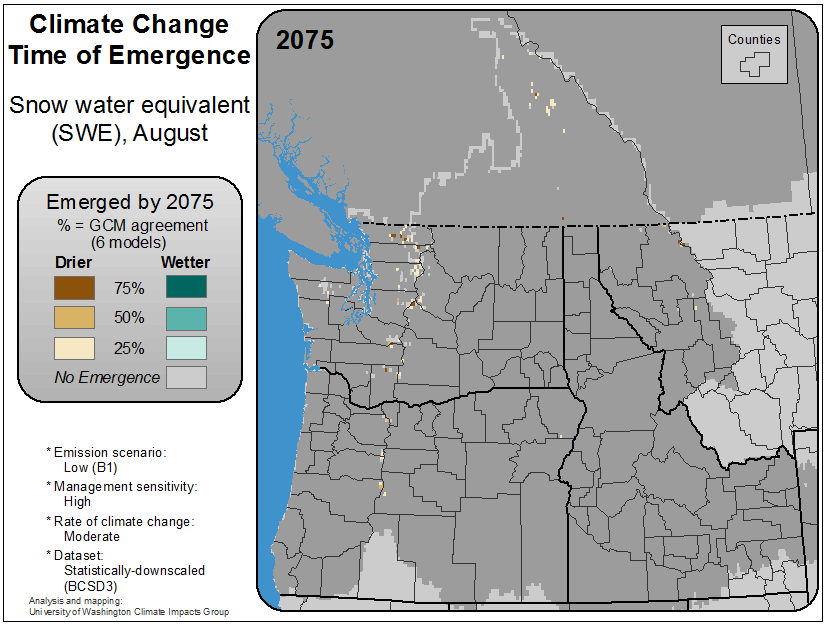 Climate Change
Time of Emergence
Snow water equivalent
(SWE), August
Emerged by 2075
% = GCM agreement
(6 models)
Drier Wetter
75%
50%
25%
No Emergence
* Emission scenario:
Low (B1)
* Management sensitivity:
High
* Rate of climate change:
Moderate
* Dataset:
Statistically-downscaled
(BCSD3)
Analysis and mapping:
University of Washington Climate Impacts Group
2075
Counties